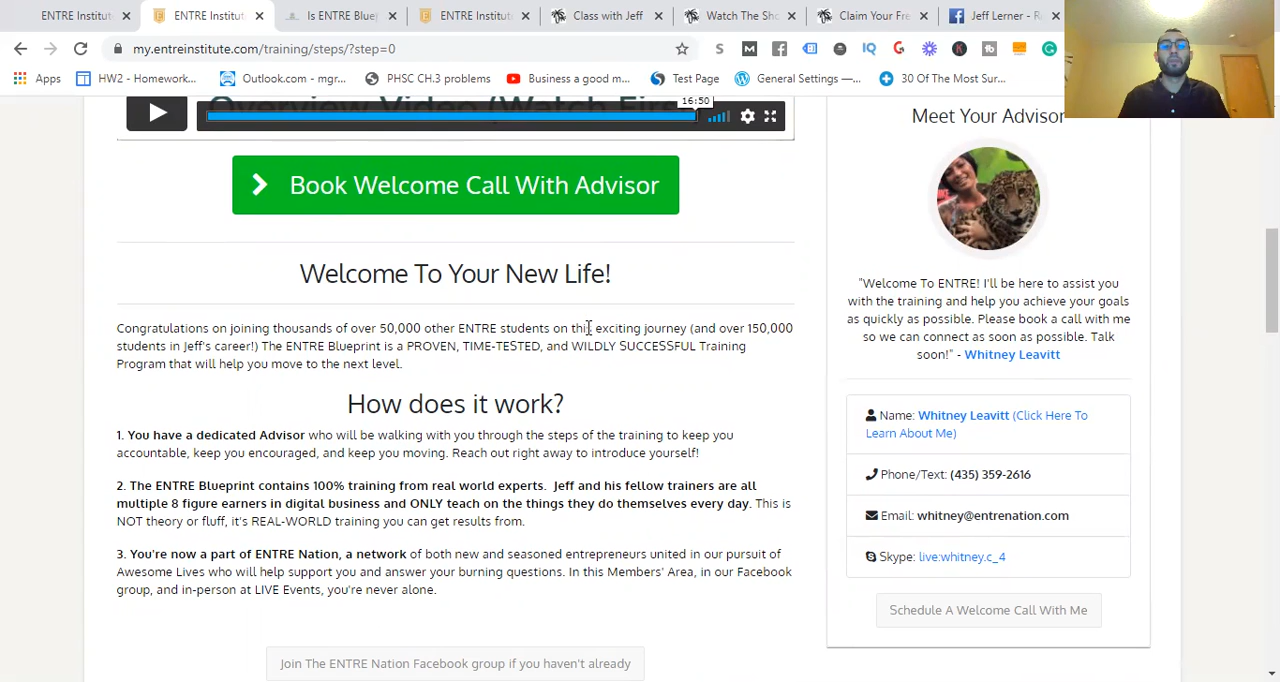 ENTRE Institut
ENTRE Institut
Is ENTRE Blue
ENTRE Institut
Class with Jeff
Watch The Sho
Claim Your Fre
Jeff Lerner - R
my.entreinstitute.com/training/steps/?step=0
Apps
HW2 - Homework...
Outlook.com - mgr...
PHSC CH.3 problems
Business a good m...
Test Page
General Settings —...
30 Of The Most Sur...
Overview Video (Watch First
16:50
Book Welcome Call With Advisor
Welcome To Your New Life!
Congratulations on joining thousands of over 50,000 other ENTRE students on this exciting journey (and over 150,000
students in Jeff's career!) The ENTRE Blueprint is a PROVEN, TIME-TESTED, and WILDLY SUCCESSFUL Training
Program that will help you move to the next level.
How does it work?
1. You have a dedicated Advisor who will be walking with you through the steps of the training to keep you
accountable, keep you encouraged, and keep you moving. Reach out right away to introduce yourself!
2. The ENTRE Blueprint contains 100% training from real world experts. Jeff and his fellow trainers are all
multiple 8 figure earners in digital business and ONLY teach on the things they do themselves every day. This is
NOT theory or fluff, it's REAL-WORLD training you can get results from.
3. You're now a part of ENTRE Nation, a network of both new and seasoned entrepreneurs united in our pursuit of
Awesome Lives who will help support you and answer your burning questions. In this Members' Area, in our Facebook
group, and in-person at LIVE Events, you're never alone.
Join The ENTRE Nation Facebook group if you haven't already
Meet Your Advisor
"Welcome To ENTRE! I'll be here to assist you
with the training and help you achieve your goals
as quickly as possible. Please book a call with me
so we can connect as soon as possible. Talk
soon!" - Whitney Leavitt
Name: Whitney Leavitt (Click Here To
Learn About Me)
Phone/Text: (435) 359-2616
Email: whitney@entrenation.com
Skype: live:whitney.c_4
Schedule A Welcome Call With Me